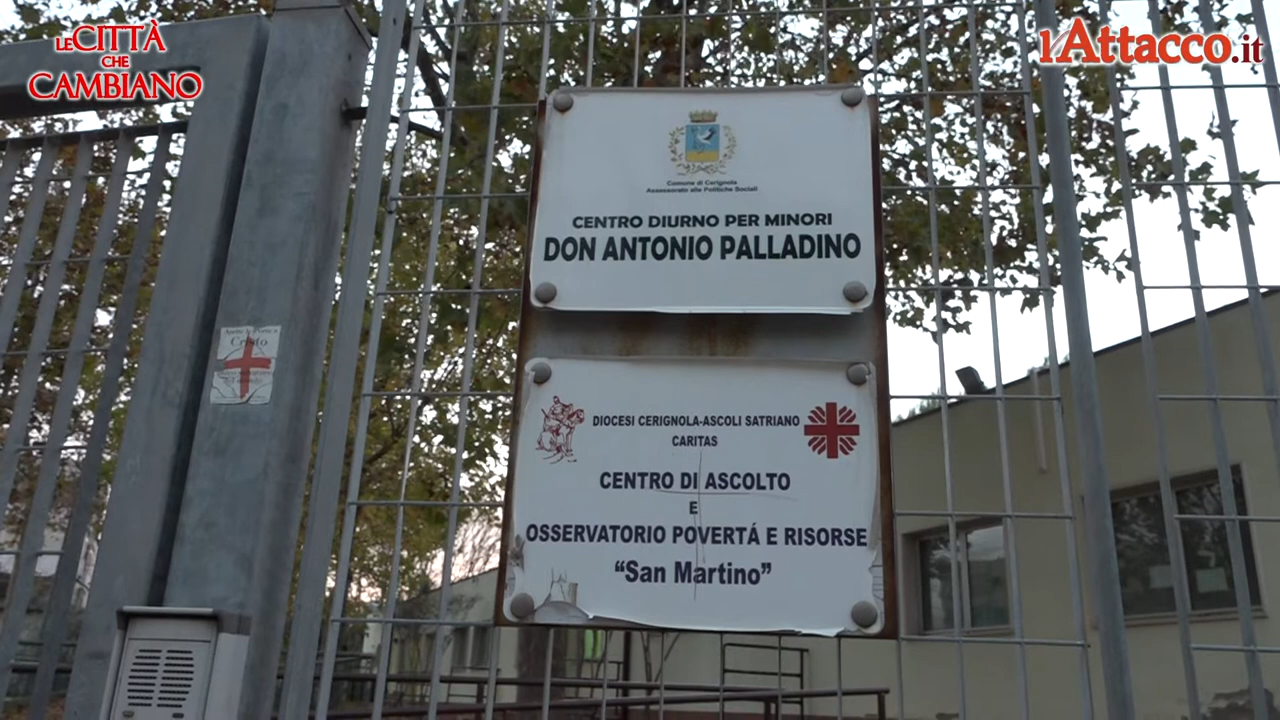 LE CITTÀ
CHE
CAMBIANO
l'Attacco.it
Comune di Cerignola
Assessorato alle Politiche Sociali
CENTRO DIURNO PER MINORI
DON ANTONIO PALLADINO
Cristo
DIOCESI CERIGNOLA-ASCOLI SATRIANO
CARITAS
CENTRO DI ASCOLTO
E
OSSERVATORIO POVERTÁ E RISORSE
“San Martino”